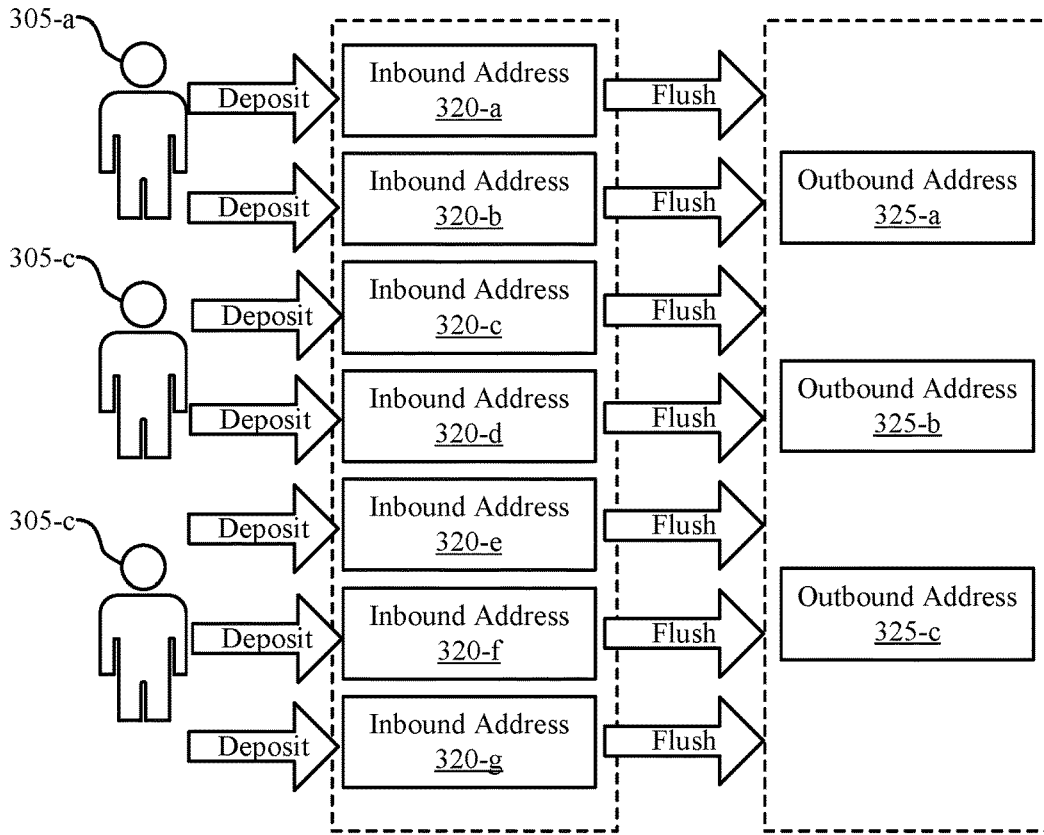 305-a
Deposit
Inbound Address
320-a
Flush
Deposit
Inbound Address
320-b
Flush
Outbound Address
325-a
305-c
Deposit
Inbound Address
320-c
Flush
Deposit
Inbound Address
320-d
Flush
Outbound Address
325-b
305-c
Deposit
Inbound Address
320-e
Flush
Deposit
Inbound Address
320-f
Flush
Outbound Address
325-c
Deposit
Inbound Address
320-g
Flush